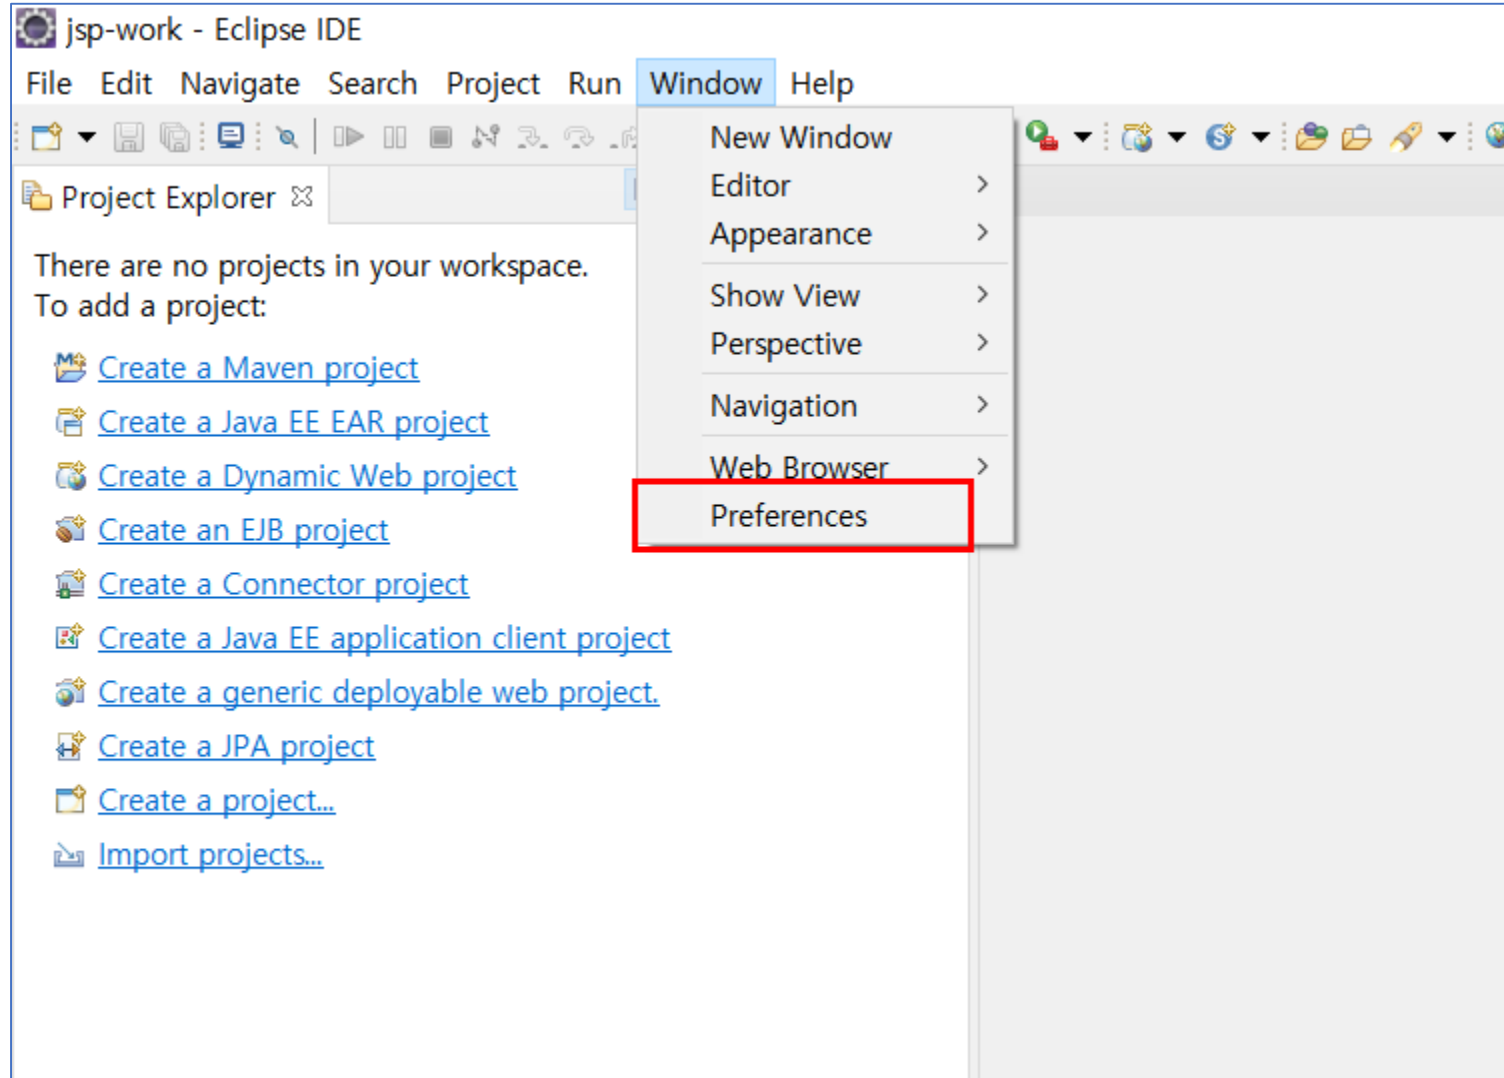 jsp-work - Eclipse IDE
File Edit Navigate Search Project Run Window Help
New Window
Editor
Appearance
Show View
Perspective
Navigation
Web Browser
Preferences
Project Explorer
There are no projects in your workspace.
To add a project:
Create a Maven project
Create a Java EE EAR project
Create a Dynamic Web project
Create an EJB project
Create a Connector project
Create a Java EE application client project
Create a generic deployable web project.
Create a JPA project
Create a project...
Import projects...